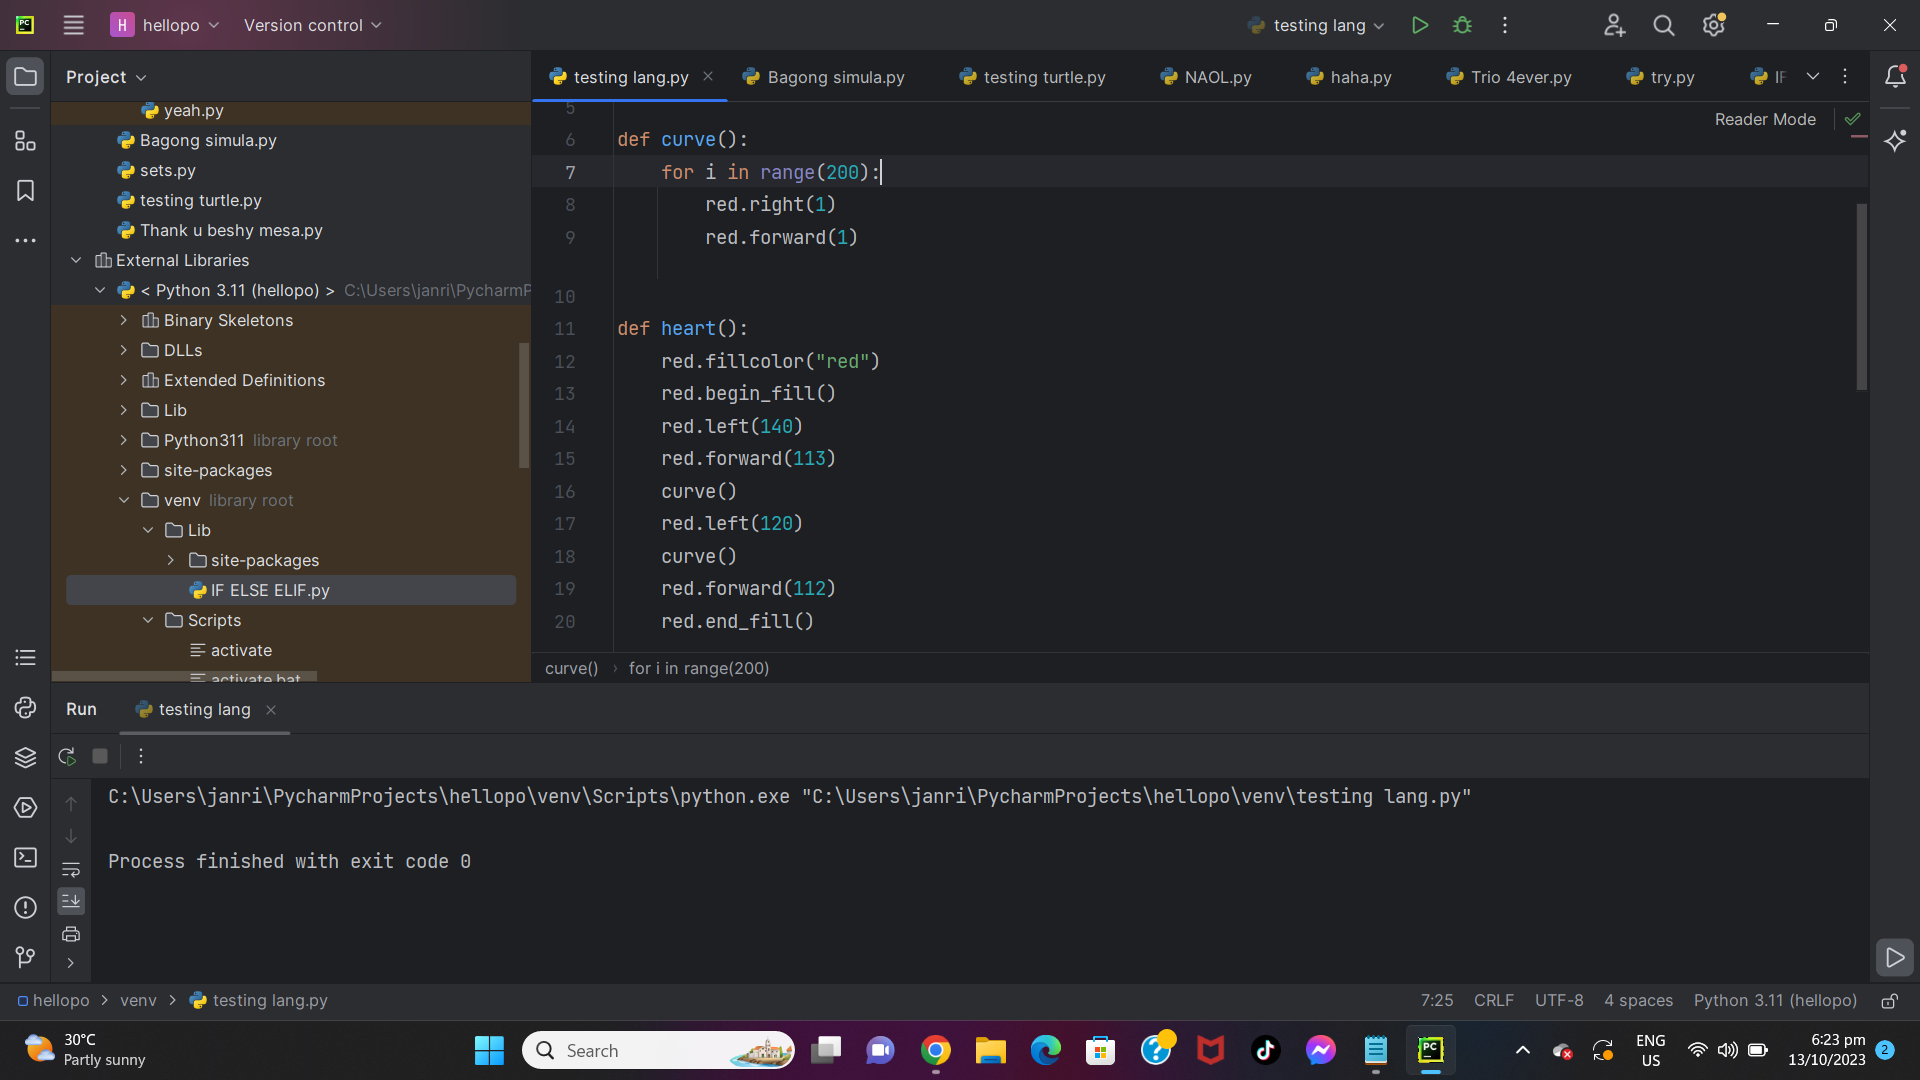 PC
H hellopo Version control testing lang
Project
testing lang.py Bagong simula.py testing turtle.py NAOL.py haha.py Trio 4ever.py try.py IF
Reader Mode
yeah.py
Bagong simula.py
sets.py
testing turtle.py
Thank u beshy mesa.py
External Libraries
< Python 3.11 (hellopo) > C:\Users\janri\PycharmP
Binary Skeletons
DLLs
Extended Definitions
Lib
Python311 library root
site-packages
venv library root
Lib
site-packages
IF ELSE ELIF.py
Scripts
activate
activate.bat
5
6 def curve():
7 for i in range(200):
8 red.right(1)
9 red.forward(1)
10
11 def heart():
12 red.fillcolor("red")
13 red.begin_fill()
14 red.left(140)
15 red.forward(113)
16 curve()
17 red.left(120)
18 curve()
19 red.forward(112)
20 red.end_fill()
curve() › for i in range(200)
Run testing lang
C:\Users\janri\PycharmProjects\hellopo\venv\Scripts\python.exe "C:\Users\janri\PycharmProjects\hellopo\venv\testing lang.py"
Process finished with exit code 0
hellopo > venv > testing lang.py
7:25 CRLF UTF-8 4 spaces Python 3.11 (hellopo)
30°C
Partly sunny
Search
PC
ENG
US
6:23 pm
13/10/2023
2